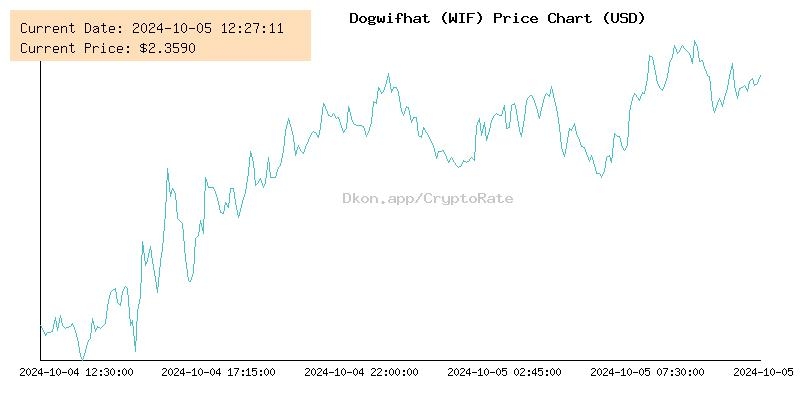 Dogwifhat (WIF) Price Chart (USD)
Current Date: 2024-10-05 12:27:11
Current Price: $2.3590
Dkon.app/CryptoRate
2024-10-04 12:30:00 2024-10-04 17:15:00 2024-10-04 22:00:00 2024-10-05 02:45:00 2024-10-05 07:30:00 2024-10-05